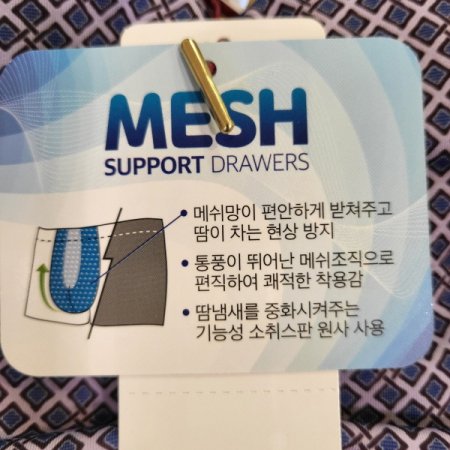 MESH
SUPPORT DRAWERS
• 메쉬망이 편안하게 받쳐주고
땀이 차는 현상 방지
• 통풍이 뛰어난 메쉬조직으로
편직하여 쾌적한 착용감
• 땀냄새를 중화시켜주는
기능성 소취스판 원사 사용